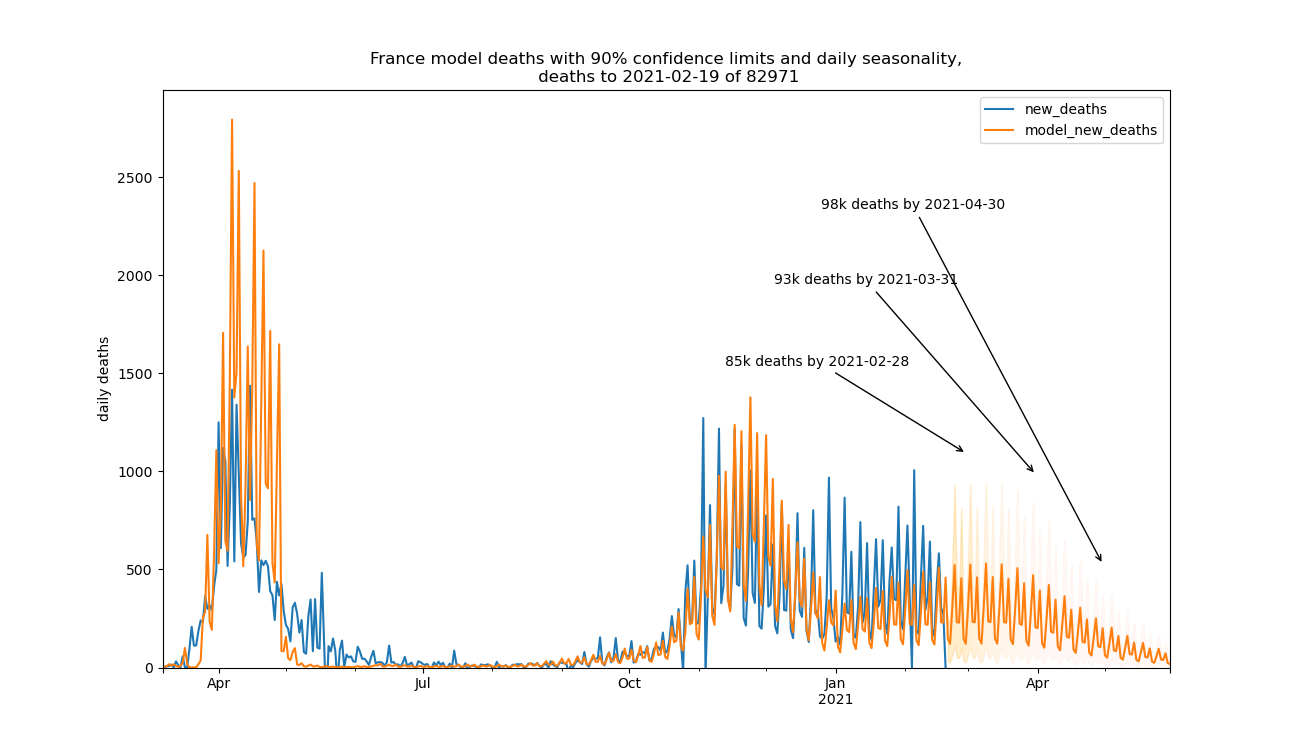 France model deaths with 90% confidence limits and daily seasonality,
deaths to 2021-02-19 of 82971
new_deaths
model_new_deaths
98k deaths by 2021-04-30
93k deaths by 2021-03-31
85k deaths by 2021-02-28
daily deaths
2500
2000
1500
1000
500
0
Apr
Jul
Oct
Jan
2021
Apr